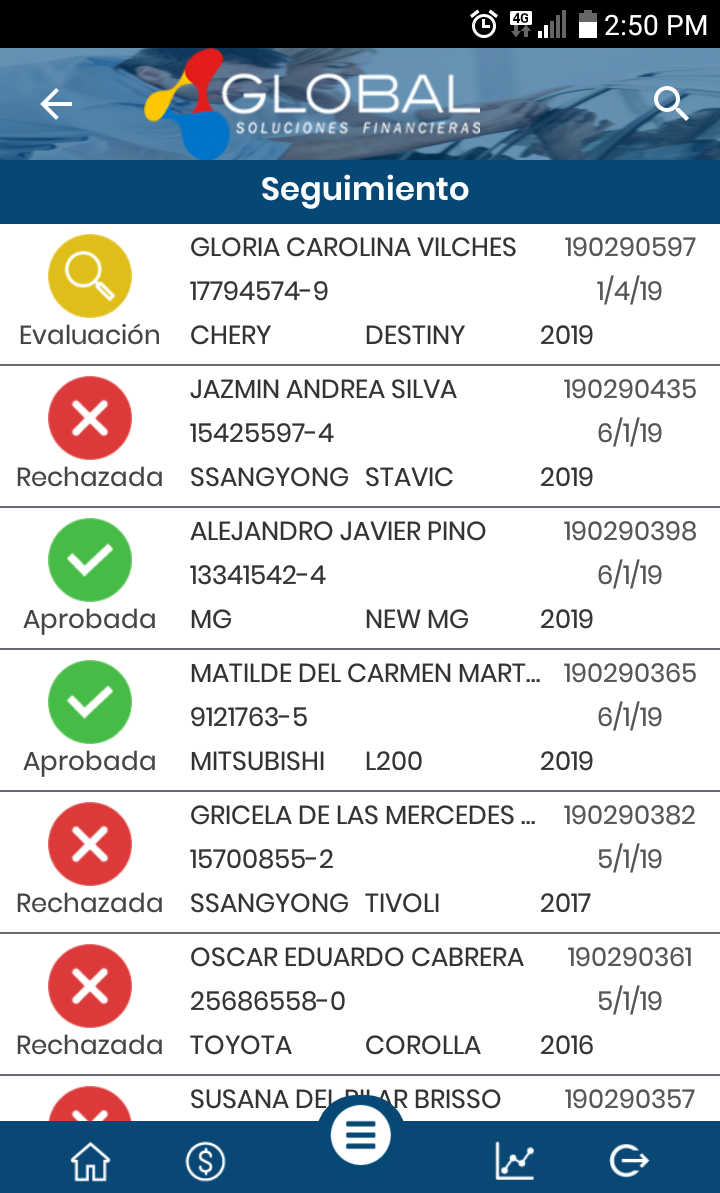 4G 2:50 PM
GLOBAL
SOLUCIONES FINANCIERAS
Seguimiento
GLORIA CAROLINA VILCHES 190290597
17794574-9 1/4/19
Evaluación CHERY DESTINY 2019
JAZMIN ANDREA SILVA 190290435
15425597-4 6/1/19
Rechazada SSANGYONG STAVIC 2019
ALEJANDRO JAVIER PINO 190290398
13341542-4 6/1/19
Aprobada MG NEW MG 2019
MATILDE DEL CARMEN MART... 190290365
9121763-5 6/1/19
Aprobada MITSUBISHI L200 2019
GRICELA DE LAS MERCEDES ... 190290382
15700855-2 5/1/19
Rechazada SSANGYONG TIVOLI 2017
OSCAR EDUARDO CABRERA 190290361
25686558-0 5/1/19
Rechazada TOYOTA COROLLA 2016
SUSANA DEL PILAR BRISSO 190290357